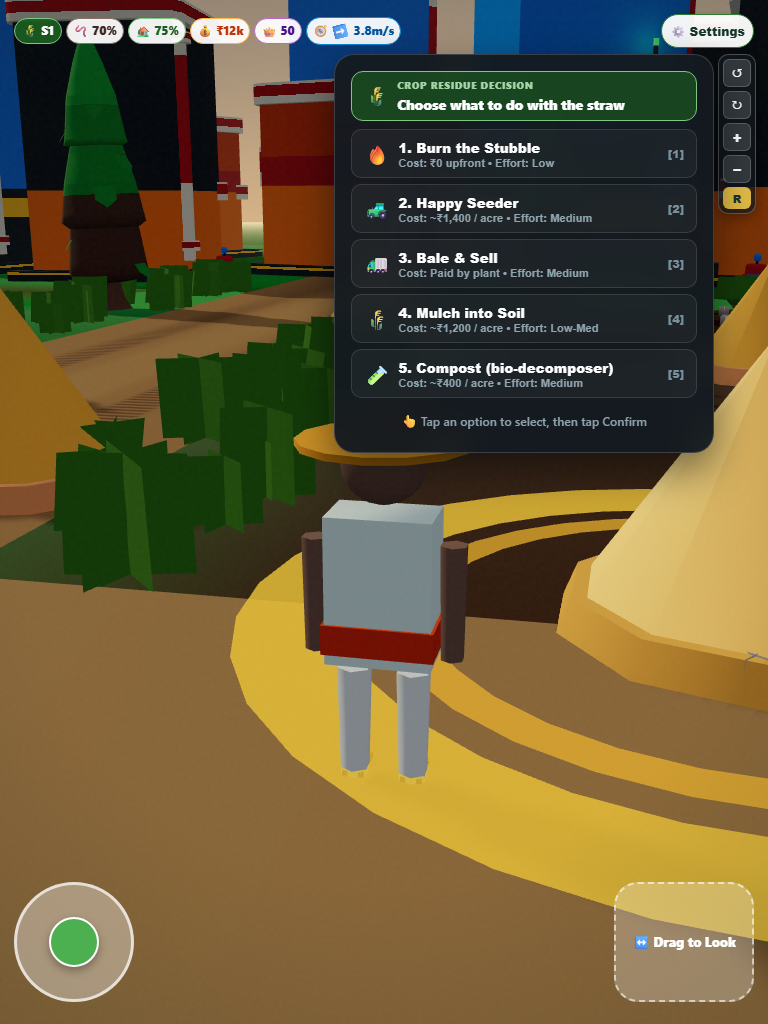 S1
70%
75%
₹12k
50
3.8m/s
Settings
CROP RESIDUE DECISION
Choose what to do with the straw
1. Burn the Stubble
Cost: ₹0 upfront • Effort: Low
[1]
2. Happy Seeder
Cost: ~₹1,400 / acre • Effort: Medium
[2]
3. Bale & Sell
Cost: Paid by plant • Effort: Medium
[3]
4. Mulch into Soil
Cost: ~₹1,200 / acre • Effort: Low-Med
[4]
5. Compost (bio-decomposer)
Cost: ~₹400 / acre • Effort: Medium
[5]
Tap an option to select, then tap Confirm
↺
↻
+
−
R
Drag to Look